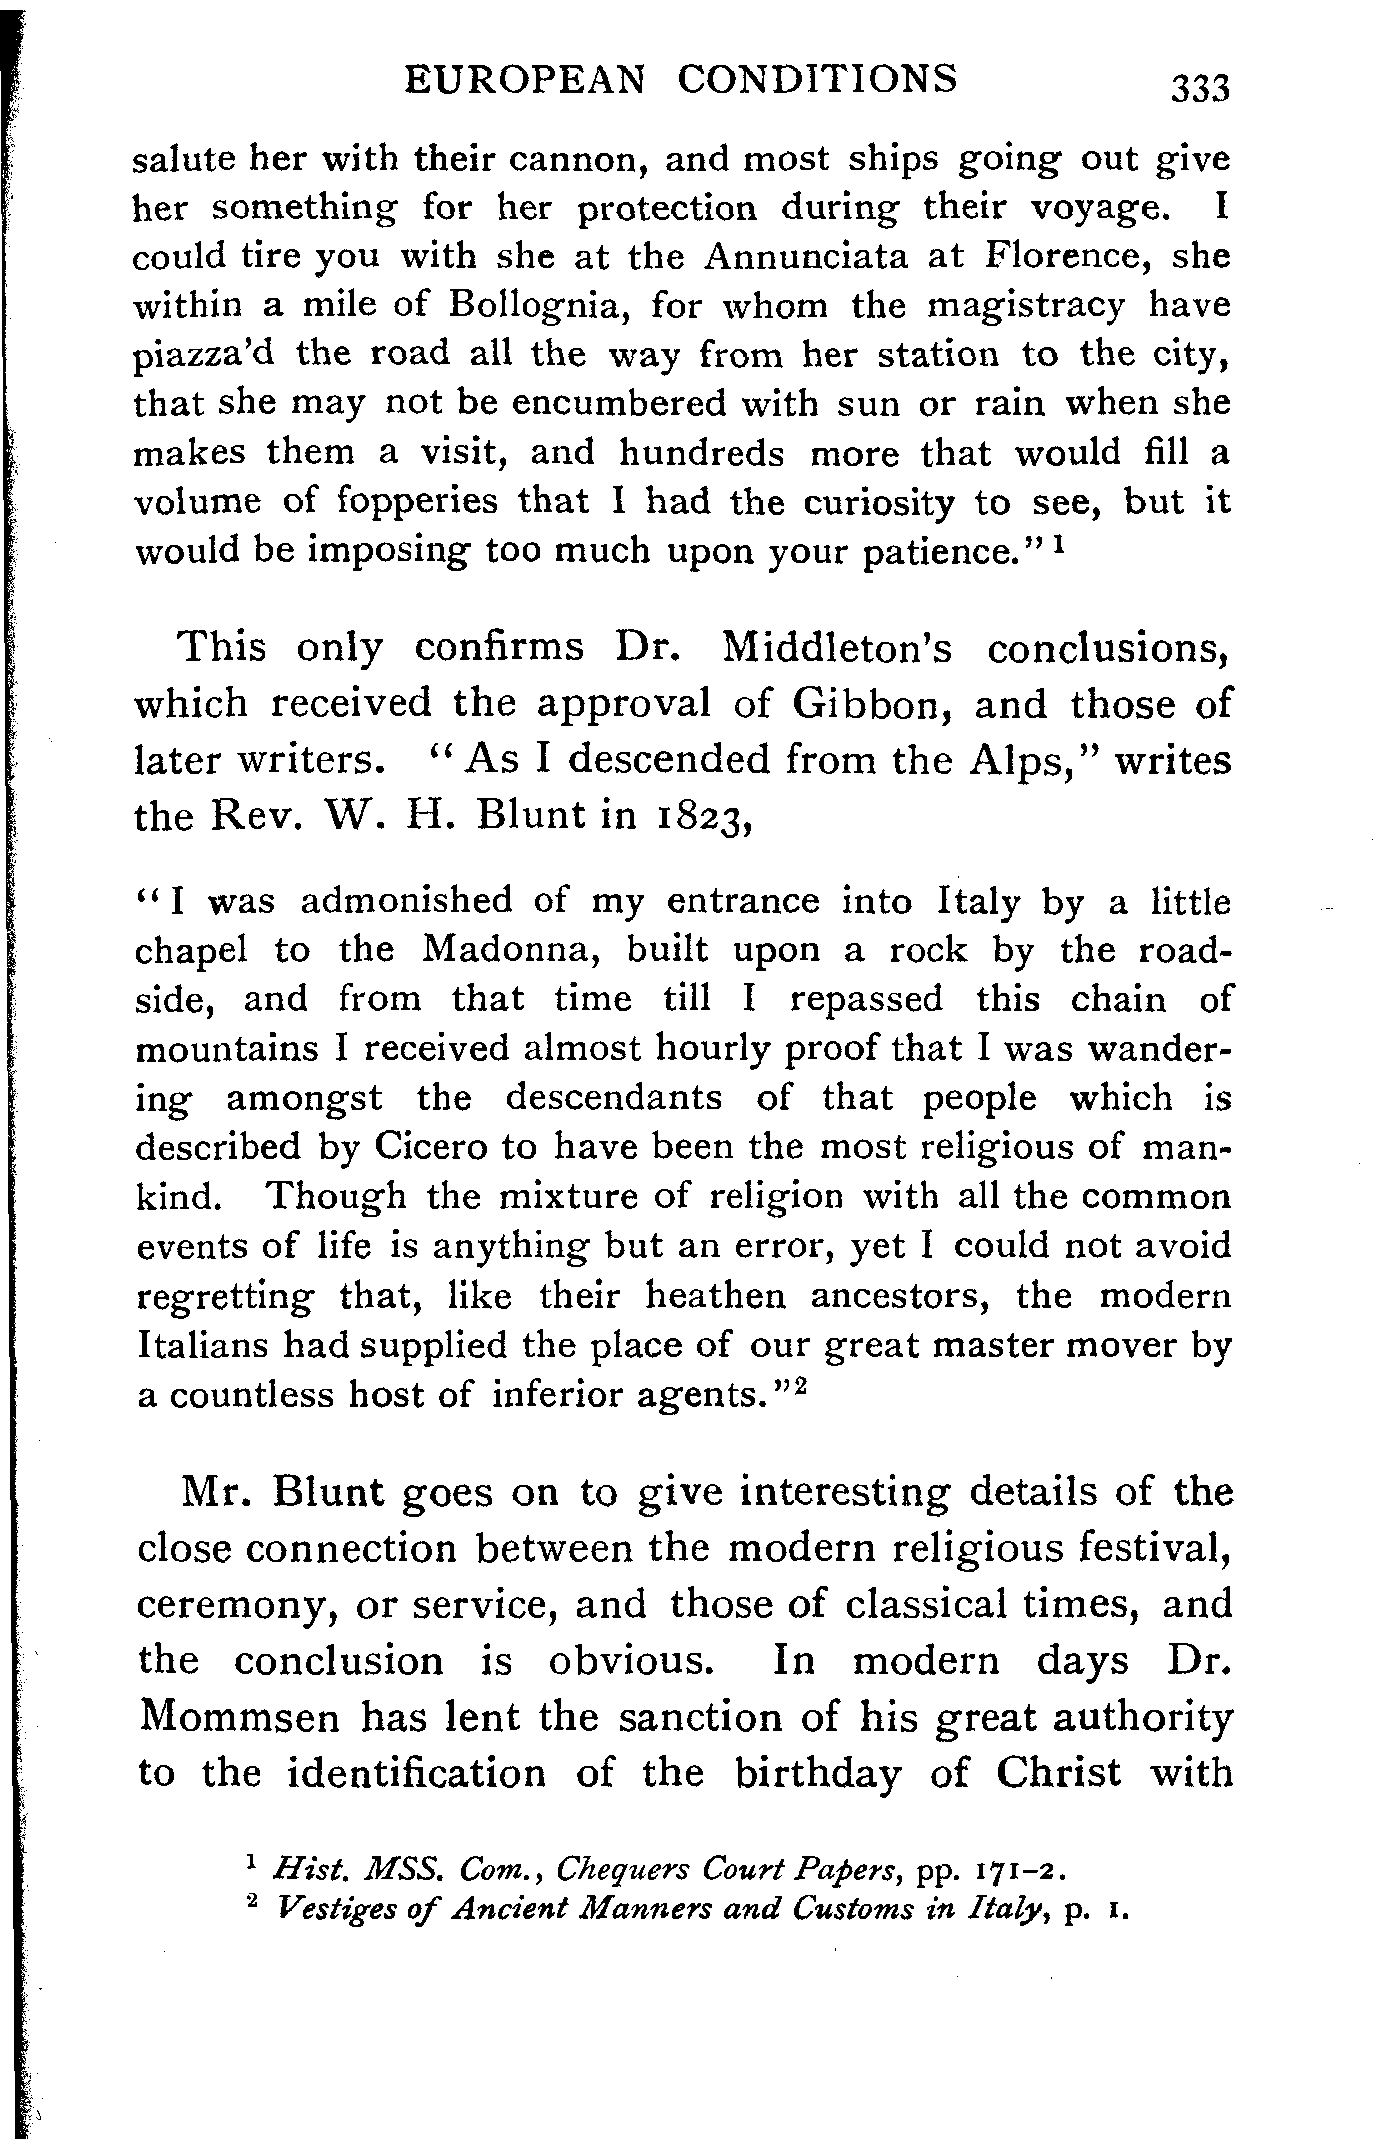 EUROPEAN CONDITIONS 333
salute her with their cannon, and most ships going out give
her something for her protection during their voyage. I
could tire you with she at the Annunciata at Florence, she
within a mile of Bollognia, for whom the magistracy have
piazza'd the road all the way from her station to the city,
that she may not be encumbered with sun or rain when she
makes them a visit, and hundreds more that would fill a
volume of fopperies that I had the curiosity to see, but it
would be imposing too much upon your patience." 1
This only confirms Dr. Middleton's conclusions,
which received the approval of Gibbon, and those of
later writers. "As I descended from the Alps," writes
the Rev. W. H. Blunt in 1823,
"I was admonished of my entrance into Italy by a little
chapel to the Madonna, built upon a rock by the road-
side, and from that time till I repassed this chain of
mountains I received almost hourly proof that I was wander-
ing amongst the descendants of that people which is
described by Cicero to have been the most religious of man-
kind. Though the mixture of religion with all the common
events of life is anything but an error, yet I could not avoid
regretting that, like their heathen ancestors, the modern
Italians had supplied the place of our great master mover by
a countless host of inferior agents." 2
Mr. Blunt goes on to give interesting details of the
close connection between the modern religious festival,
ceremony, or service, and those of classical times, and
the conclusion is obvious. In modern days Dr.
Mommsen has lent the sanction of his great authority
to the identification of the birthday of Christ with
1 Hist. MSS. Com., Chequers Court Papers, pp. 171-2.
2 Vestiges of Ancient Manners and Customs in Italy, p. 1.